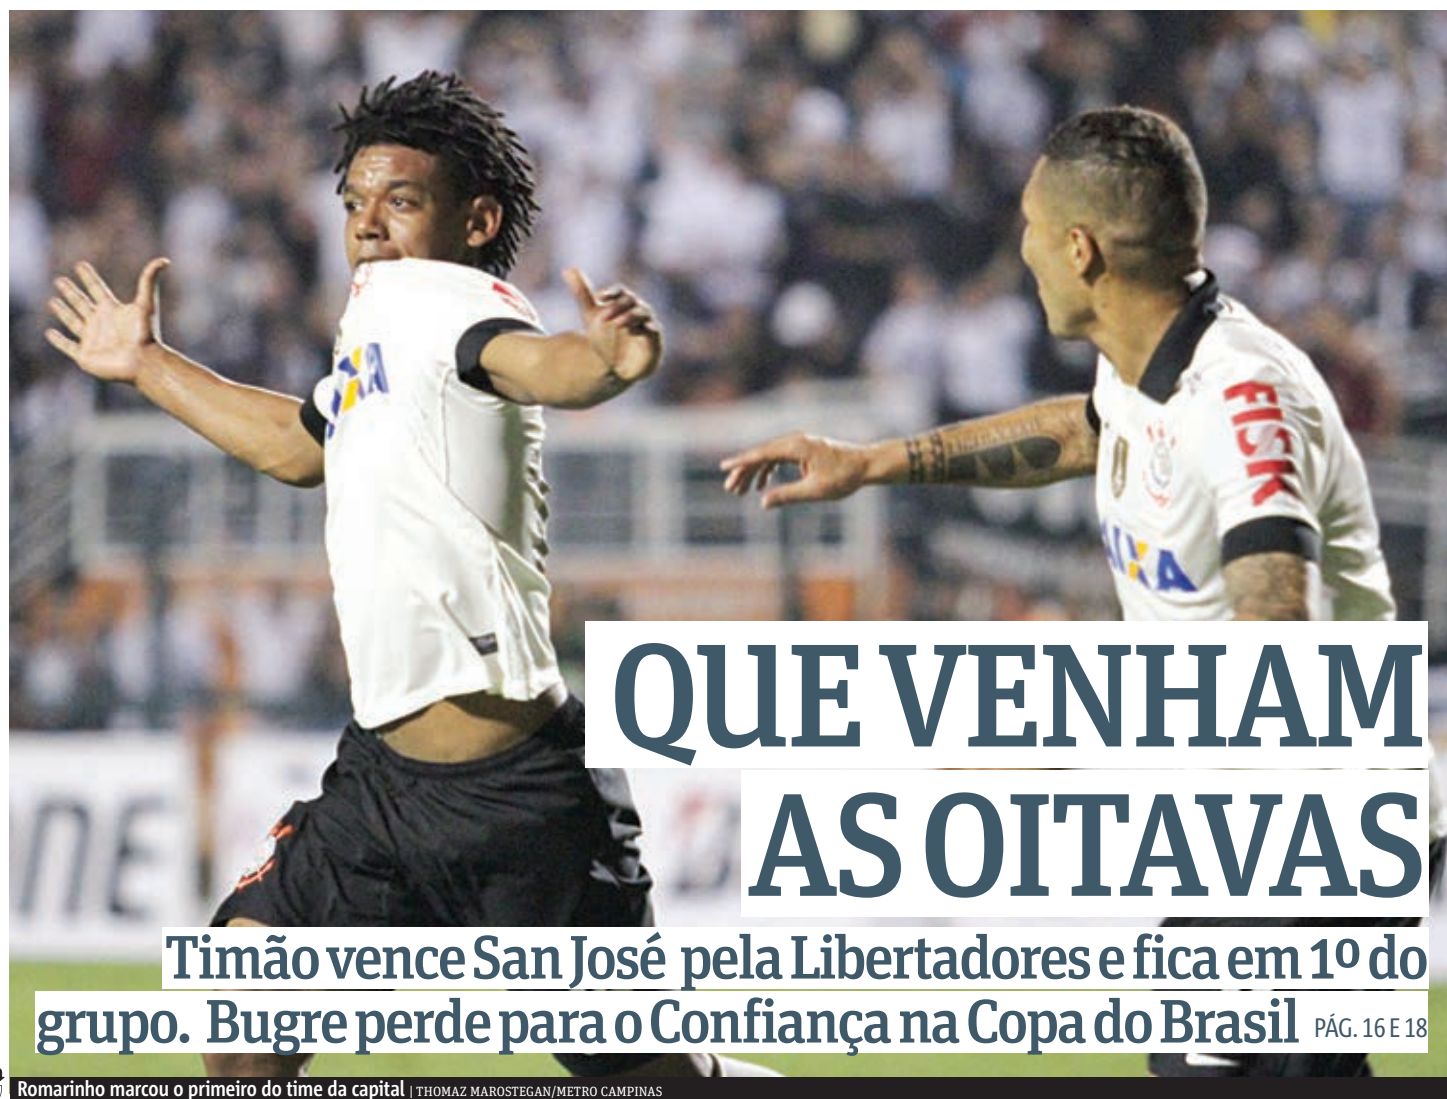 CAIXA
FISK
CAIXA
QUE VENHAM
AS OITAVAS
Timão vence San José pela Libertadores e fica em 1º do
grupo. Bugre perde para o Confiança na Copa do Brasil PÁG. 16 E 18
Romarinho marcou o primeiro do time da capital | THOMAZ MAROSTEGAN/METRO CAMPINAS